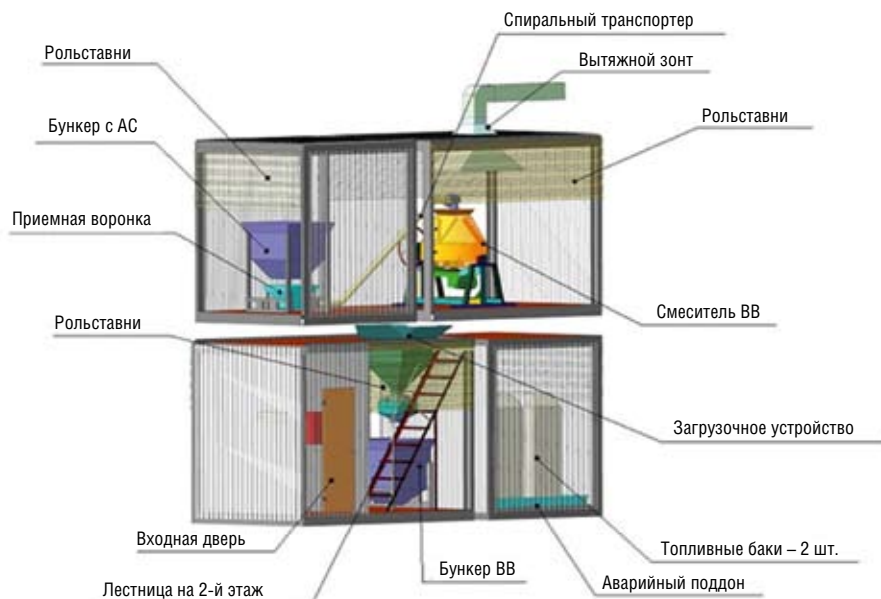 Спиральный транспортер
Рольставни
Вытяжной зонт
Рольставни
Бункер с АС
Приемная воронка
Смеситель ВВ
Рольставни
Загрузочное устройство
Входная дверь
Топливные баки – 2 шт.
Бункер ВВ
Аварийный поддон
Лестница на 2-й этаж